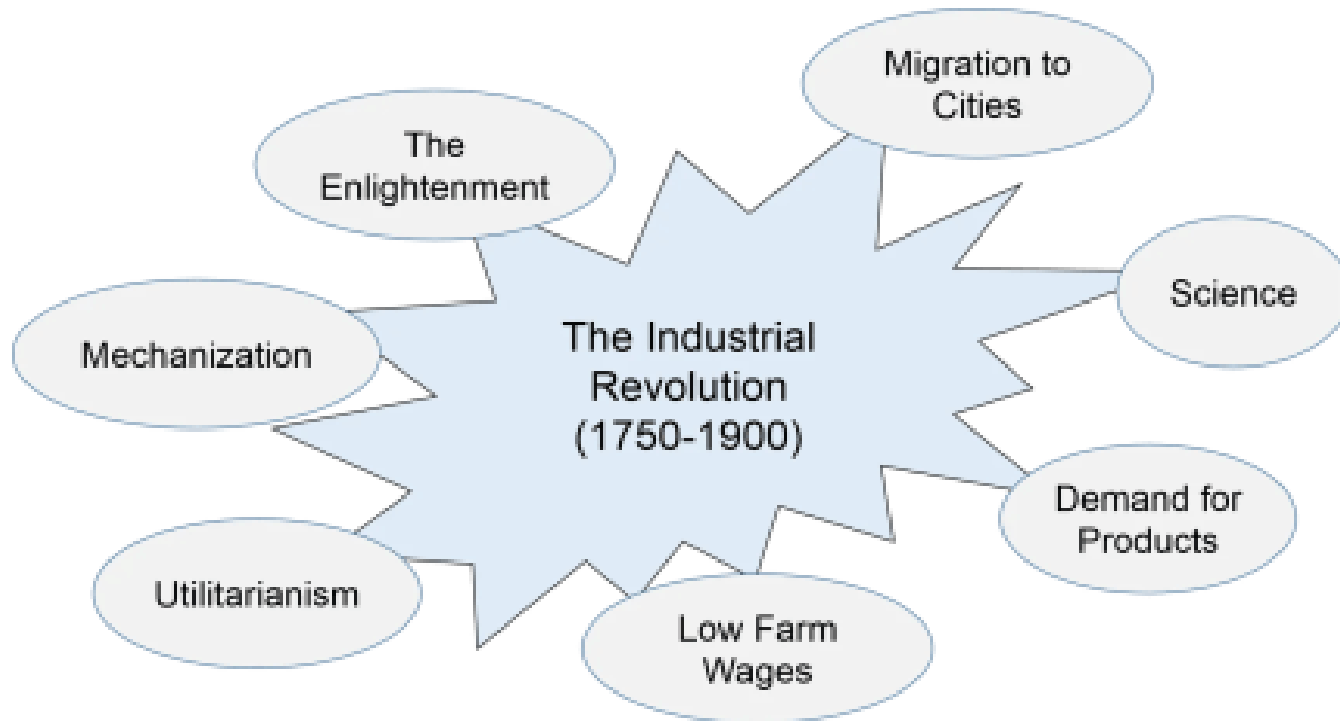 Migration to
Cities
The
Enlightenment
Science
Mechanization
The Industrial
Revolution
(1750-1900)
Demand for
Products
Utilitarianism
Low Farm
Wages